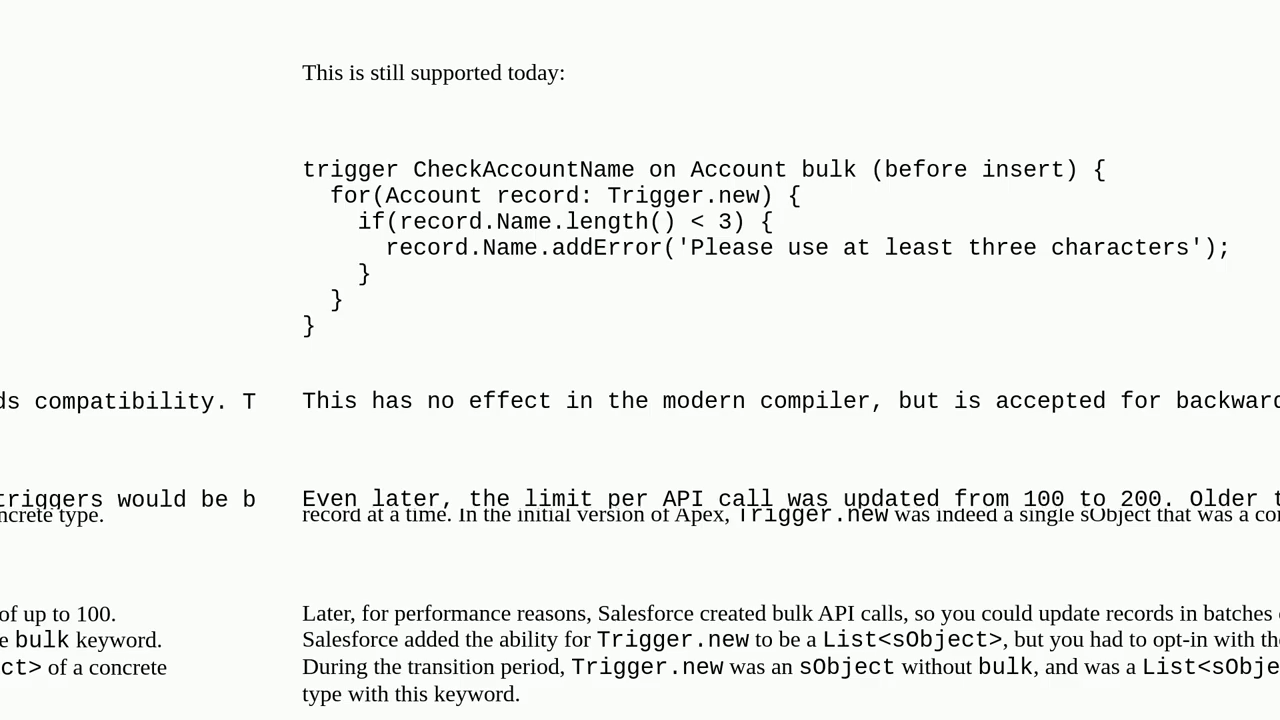 This is still supported today:
trigger CheckAccountName on Account bulk (before insert) {
for(Account record: Trigger.new) {
if(record.Name.length() < 3) {
record.Name.addError('Please use at least three characters');
}
}
}
ds compatibility. T This has no effect in the modern compiler, but is accepted for backward
triggers would be b Even later, the limit per API call was updated from 100 to 200. Older t
ncrete type. record at a time. In the initial version of Apex, Trigger.new was indeed a single sObject that was a con
of up to 100. Later, for performance reasons, Salesforce created bulk API calls, so you could update records in batches
e bulk keyword. Salesforce added the ability for Trigger.new to be a List<sObject>, but you had to opt-in with the
ct> of a concrete During the transition period, Trigger.new was an sObject without bulk, and was a List<sObje
type with this keyword.